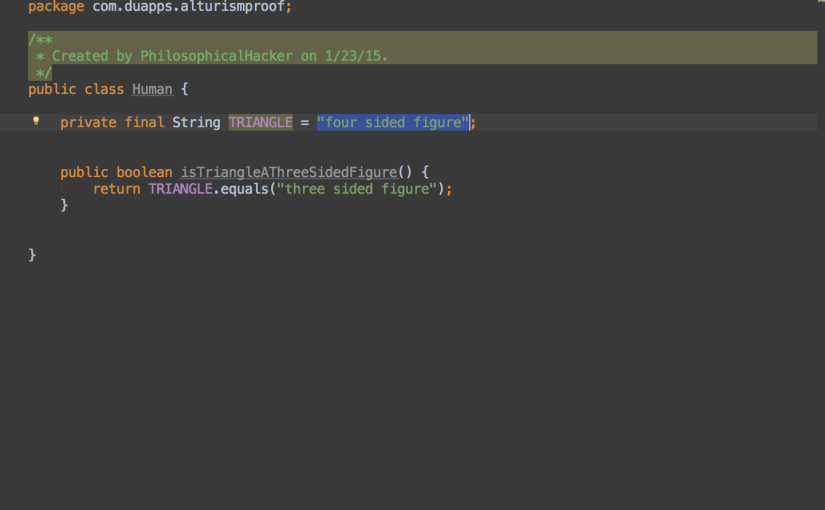 package com.duapps.alturismproof;
/**
 * Created by PhilosophicalHacker on 1/23/15.
 */
public class Human {
private final String TRIANGLE = "four sided figure";
public boolean isTriangleAThreeSidedFigure() {
return TRIANGLE.equals("three sided figure");
}
}